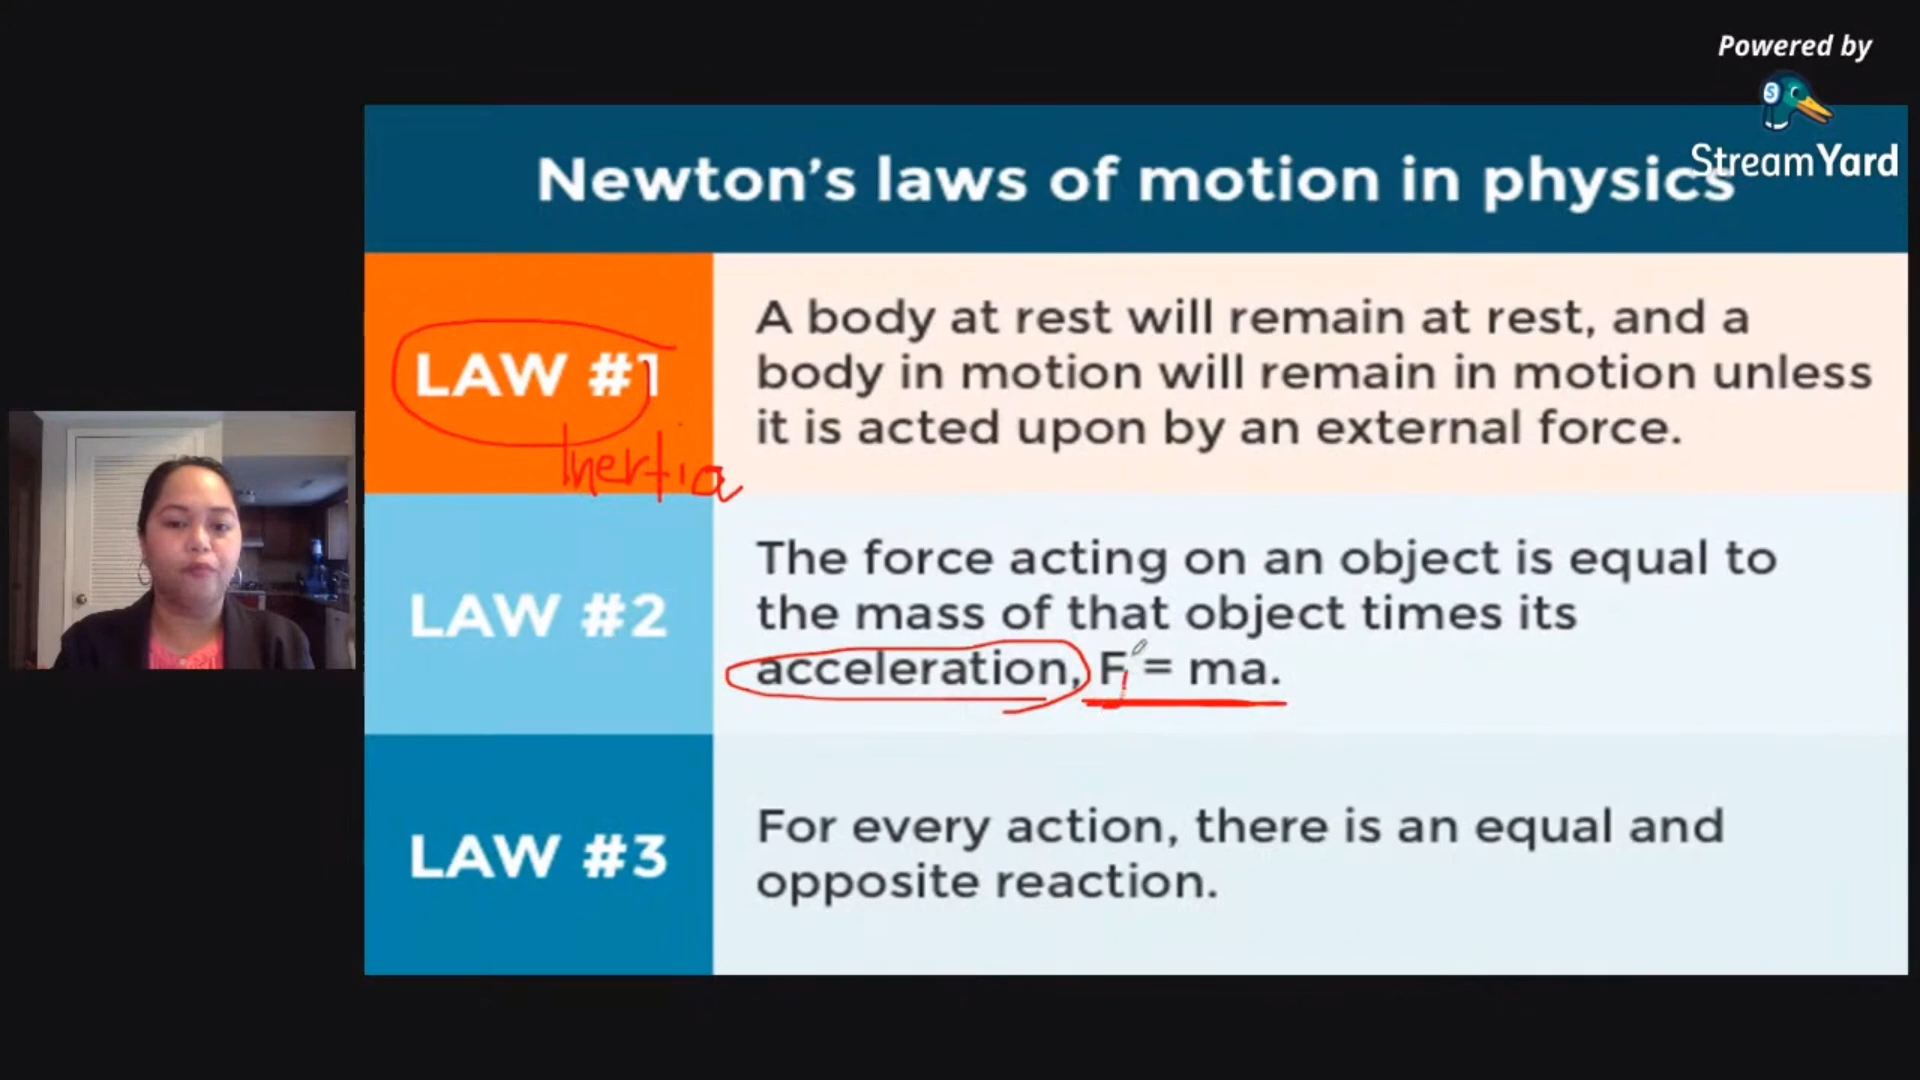 Powered by
StreamYard
Newton's laws of motion in physics
LAW #1
Inertia
A body at rest will remain at rest, and a
body in motion will remain in motion unless
it is acted upon by an external force.
LAW #2
The force acting on an object is equal to
the mass of that object times its
acceleration, F = ma.
LAW #3
For every action, there is an equal and
opposite reaction.